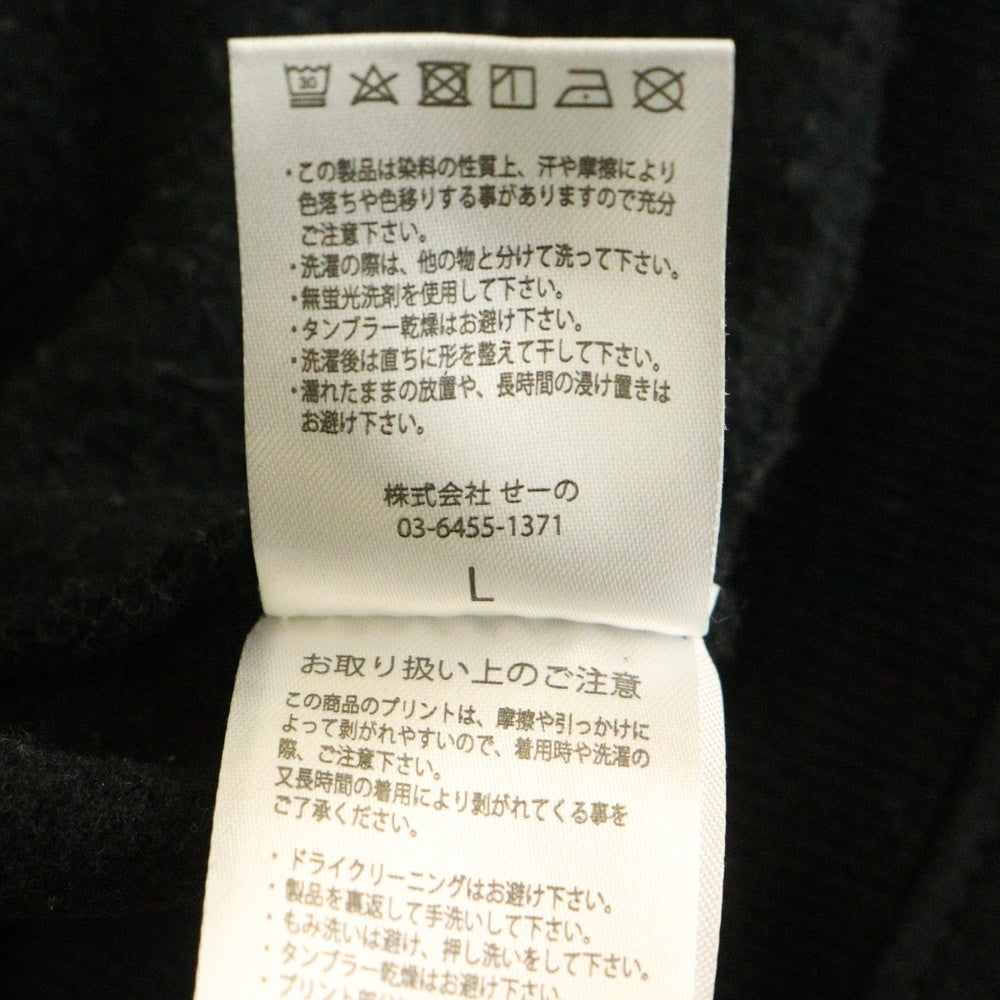 30
・この製品は染料の性質上、汗や摩擦により
色落ちや色移りする事がありますので充分
ご注意下さい。
・洗濯の際は、他の物と分けて洗って下さい。
・無蛍光洗剤を使用して下さい。
・タンブラー乾燥はお避け下さい。
・洗濯後は直ちに形を整えて干して下さい。
・濡れたままの放置や、長時間の浸け置きは
お避け下さい。
株式会社 せーの
03-6455-1371
L
お取り扱い上のご注意
この商品のプリントは、摩擦や引っかけに
よって剥がれやすいので、着用時や洗濯の
際、ご注意下さい。
又長時間の着用により剥がれてくる事を
ご了承ください。
・ドライクリーニングはお避け下さい。
・製品を裏返して手洗いして下さい。
・もみ洗いは避け、押し洗いをして下さい。
・タンブラー乾燥はお避け下さい。
・プリント部分